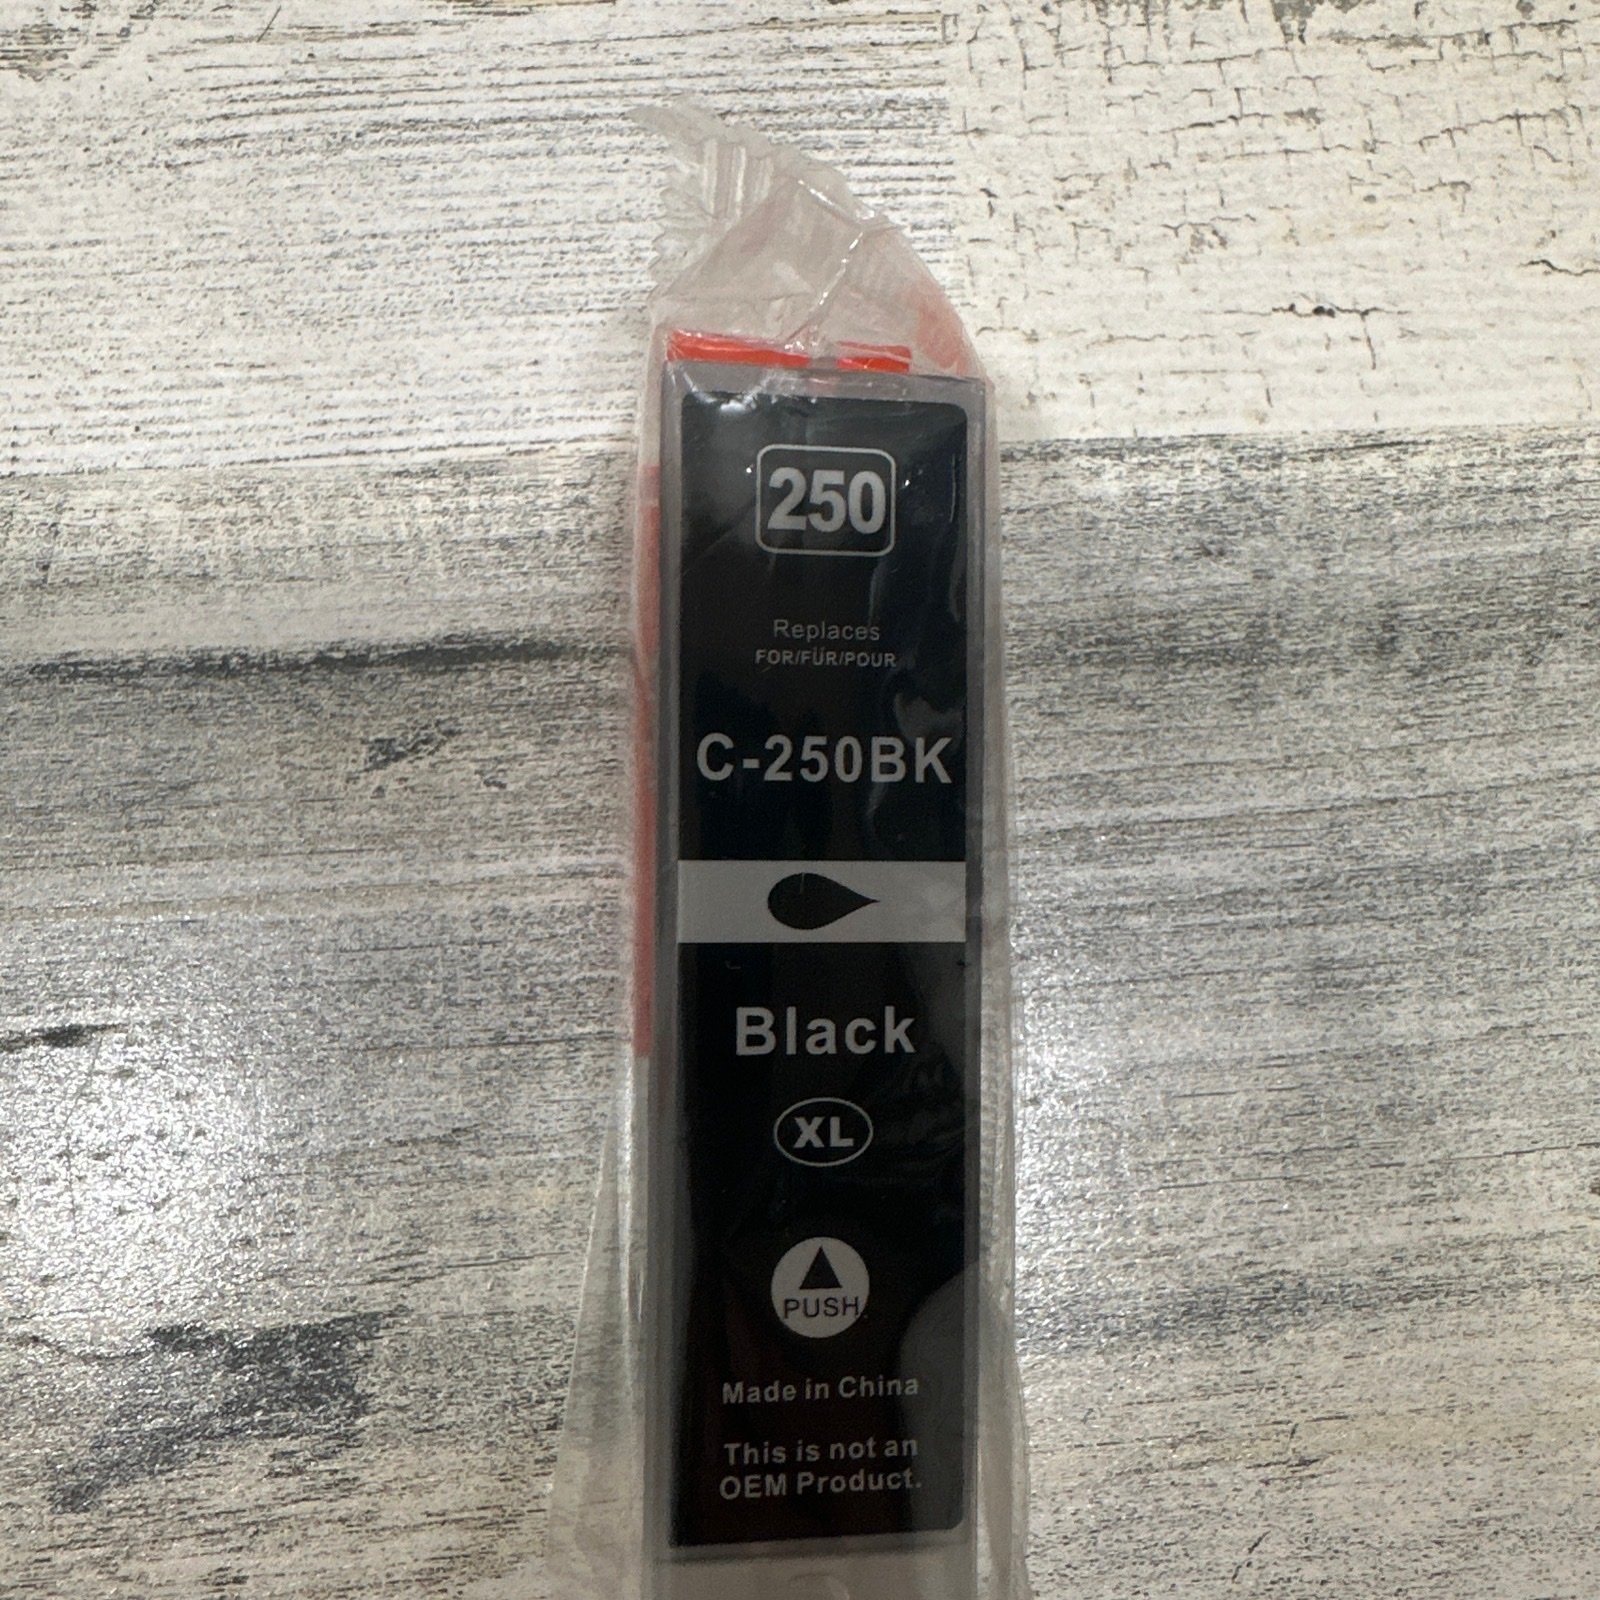 250
Replaces
FOR/FÜR/POUR
C-250BK
Black
XL
PUSH
Made in China
This is not an
OEM Product.